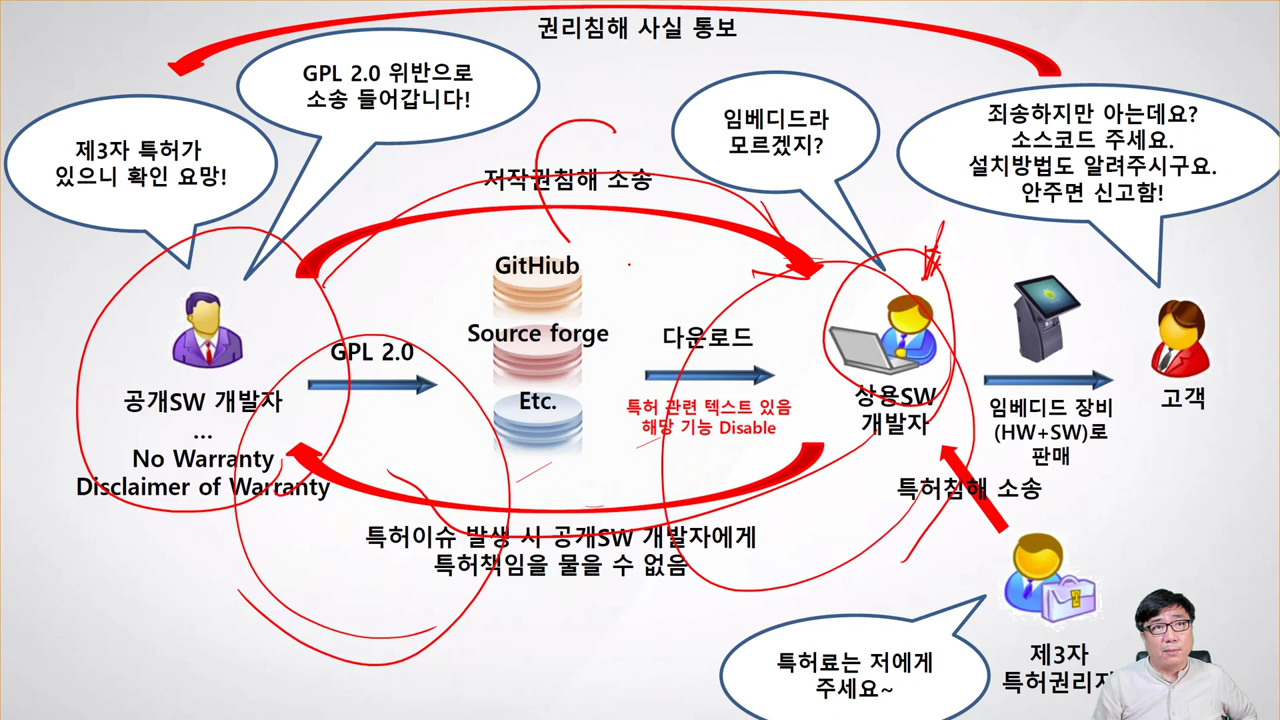 권리침해 사실 통보
GPL 2.0 위반으로
소송 들어갑니다!
제3자 특허가
있으니 확인 요망!
임베디드라
모르겠지?
죄송하지만 아는데요?
소스코드 주세요.
설치방법도 알려주시구요.
안주면 신고함!
저작권침해 소송
GitHiub
Source forge
Etc.
GPL 2.0
다운로드
특허 관련 텍스트 있음
해당 기능 Disable
공개SW 개발자
...
No Warranty
Disclaimer of Warranty
상용SW
개발자
임베디드 장비
(HW+SW)로
판매
고객
특허침해 소송
특허이슈 발생 시 공개SW 개발자에게
특허책임을 물을 수 없음
특허료는 저에게
주세요~
제3자
특허권리자